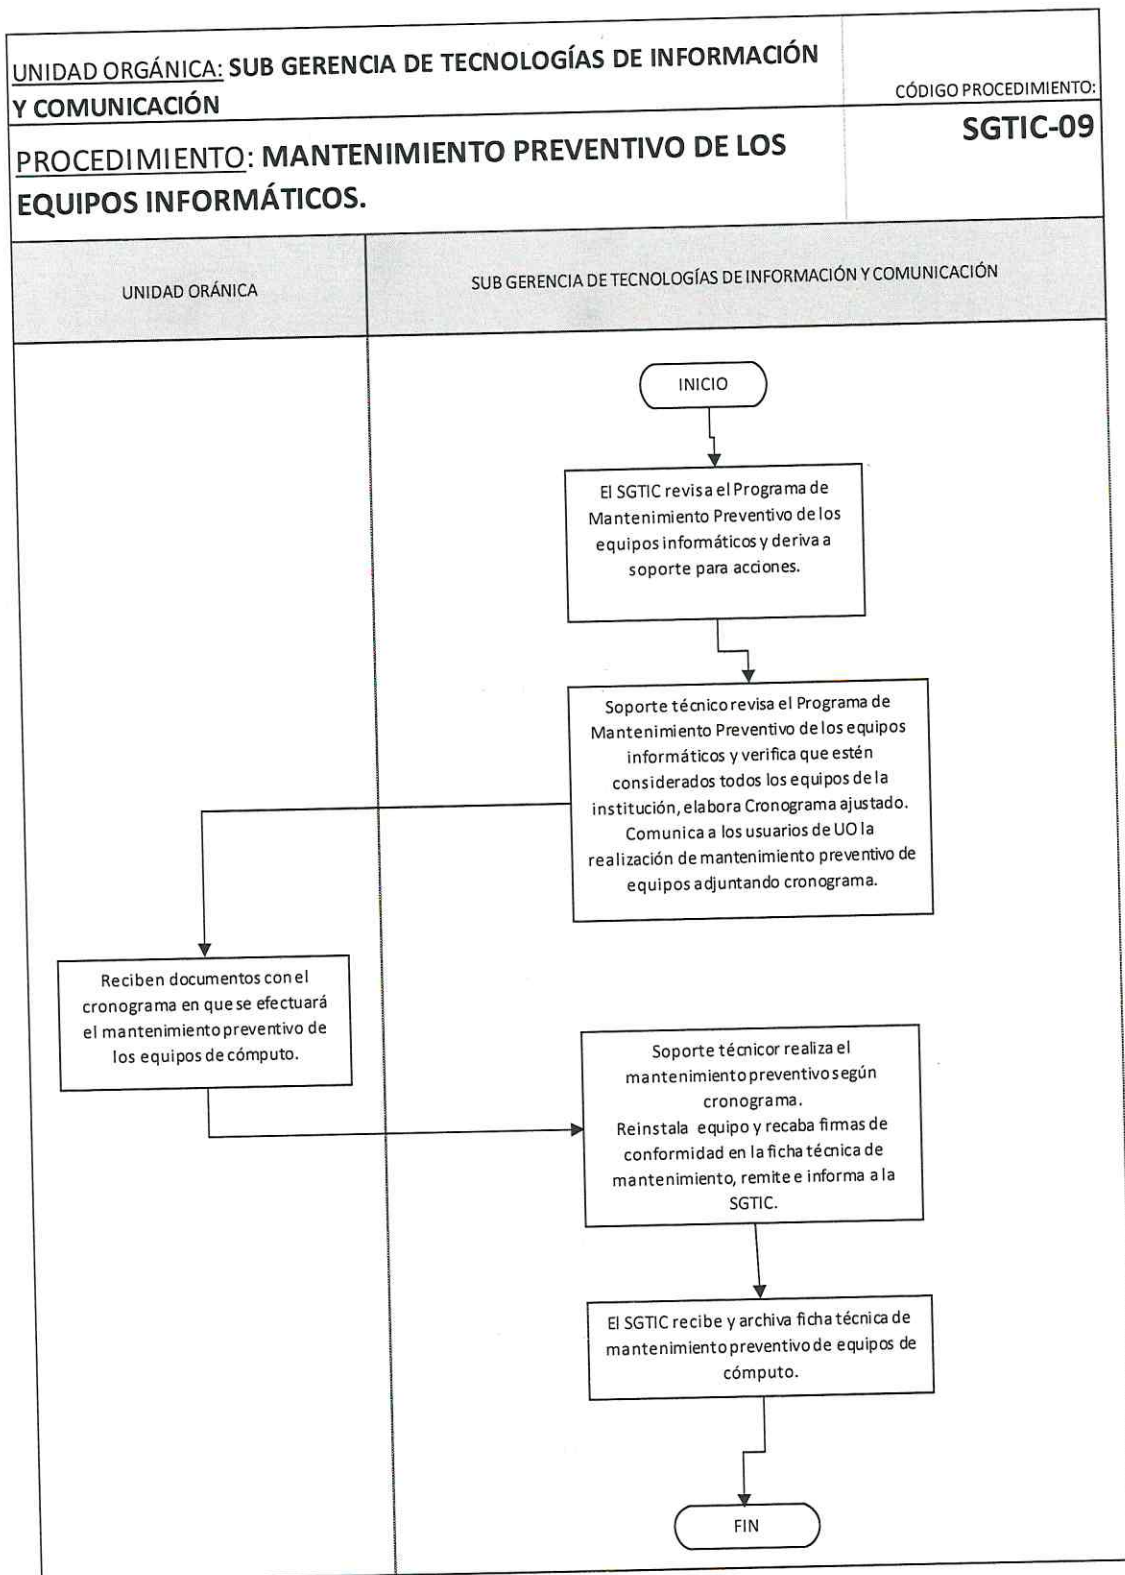 UNIDAD ORGÁNICA: SUB GERENCIA DE TECNOLOGÍAS DE INFORMACIÓN
Y COMUNICACIÓN
CÓDIGO PROCEDIMIENTO:
SGTIC-09
PROCEDIMIENTO: MANTENIMIENTO PREVENTIVO DE LOS
EQUIPOS INFORMÁTICOS.
UNIDAD ORÁNICA
SUB GERENCIA DE TECNOLOGÍAS DE INFORMACIÓN Y COMUNICACIÓN
INICIO
El SGTIC revisa el Programa de
Mantenimiento Preventivo de los
equipos informáticos y deriva a
soporte para acciones.
Soporte técnico revisa el Programa de
Mantenimiento Preventivo de los equipos
informáticos y verifica que estén
considerados todos los equipos de la
institución, elabora Cronograma ajustado.
Comunica a los usuarios de UO la
realización de mantenimiento preventivo de
equipos adjuntando cronograma.
Reciben documentos con el
cronograma en que se efectuará
el mantenimiento preventivo de
los equipos de cómputo.
Soporte técnicor realiza el
mantenimiento preventivo según
cronograma.
Reinstala equipo y recaba firmas de
conformidad en la ficha técnica de
mantenimiento, remite e informa a la
SGTIC.
El SGTIC recibe y archiva ficha técnica de
mantenimiento preventivo de equipos de
cómputo.
FIN